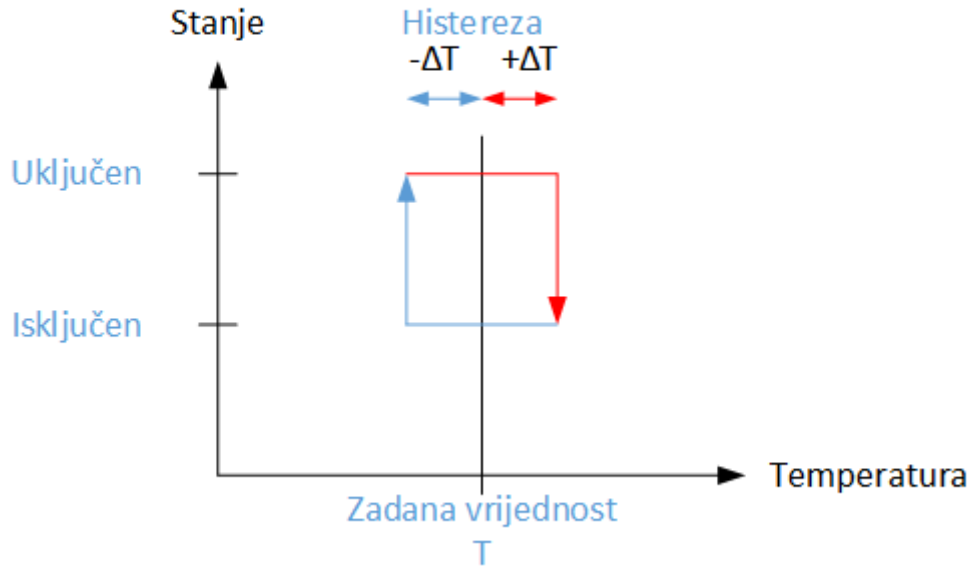 Stanje
Histereza
-ΔT
+ΔT
Uključen
Isključen
Temperatura
Zadana vrijednost
T